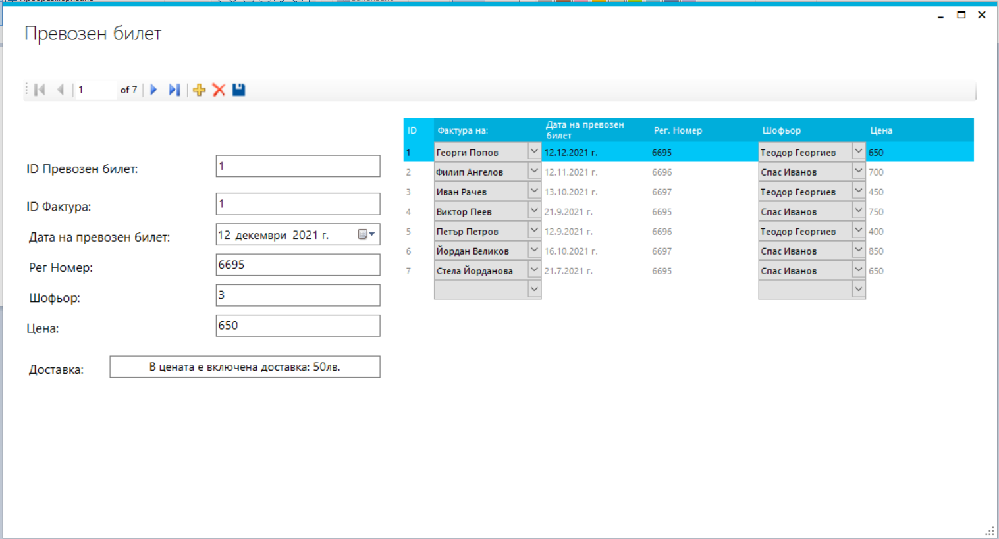 Превозен билет
1 of 7
ID Превозен билет: 1
ID Фактура: 1
Дата на превозен билет: 12 декември 2021 г.
Рег Номер: 6695
Шофьор: 3
Цена: 650
Доставка: В цената е включена доставка: 50лв.
ID Фактура на: Дата на превозен билет Рег. Номер Шофьор Цена
1 Георги Попов 12.12.2021 г. 6695 Теодор Георгиев 650
2 Филип Ангелов 12.11.2021 г. 6696 Спас Иванов 700
3 Иван Рачев 13.10.2021 г. 6697 Теодор Георгиев 450
4 Виктор Пеев 21.9.2021 г. 6695 Спас Иванов 750
5 Петър Петров 12.9.2021 г. 6696 Теодор Георгиев 400
6 Йордан Великов 16.10.2021 г. 6697 Спас Иванов 850
7 Стела Йорданова 21.7.2021 г. 6695 Спас Иванов 650